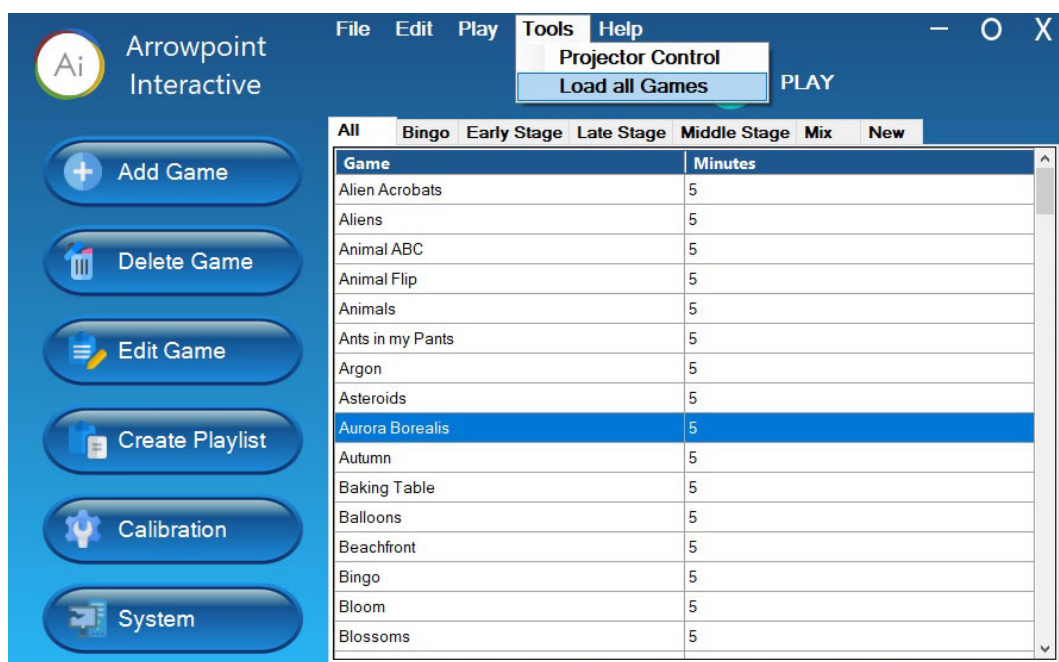 Ai
Arrowpoint
Interactive
File Edit Play Tools Help — O X
Projector Control
Load all Games
PLAY
Add Game
Delete Game
Edit Game
Create Playlist
Calibration
System
All Bingo Early Stage Late Stage Middle Stage Mix New
Game Minutes
Alien Acrobats 5
Aliens 5
Animal ABC 5
Animal Flip 5
Animals 5
Ants in my Pants 5
Argon 5
Asteroids 5
Aurora Borealis 5
Autumn 5
Baking Table 5
Balloons 5
Beachfront 5
Bingo 5
Bloom 5
Blossoms 5